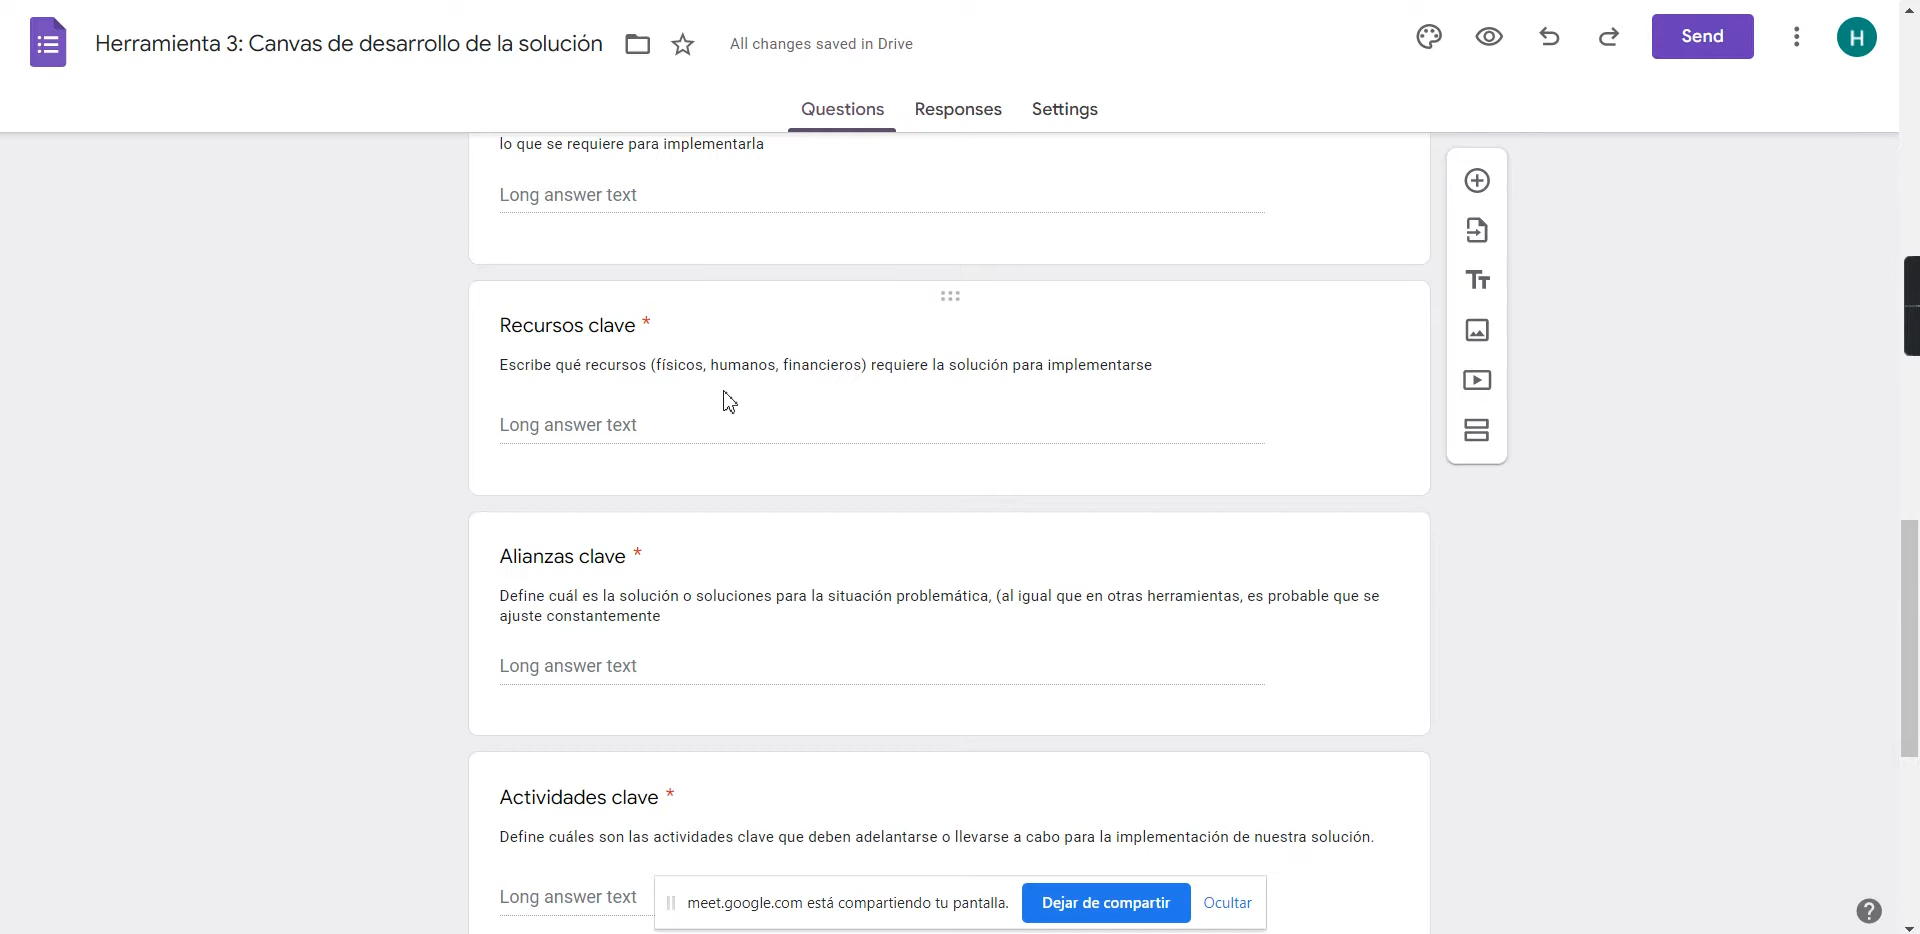 Herramienta 3: Canvas de desarrollo de la solución
All changes saved in Drive
Send
H
Questions
Responses
Settings
lo que se requiere para implementarla
Long answer text
Recursos clave *
Escribe qué recursos (físicos, humanos, financieros) requiere la solución para implementarse
Long answer text
Alianzas clave *
Define cuál es la solución o soluciones para la situación problemática, (al igual que en otras herramientas, es probable que se
ajuste constantemente
Long answer text
Actividades clave *
Define cuáles son las actividades clave que deben adelantarse o llevarse a cabo para la implementación de nuestra solución.
Long answer text
meet.google.com está compartiendo tu pantalla.
Dejar de compartir
Ocultar